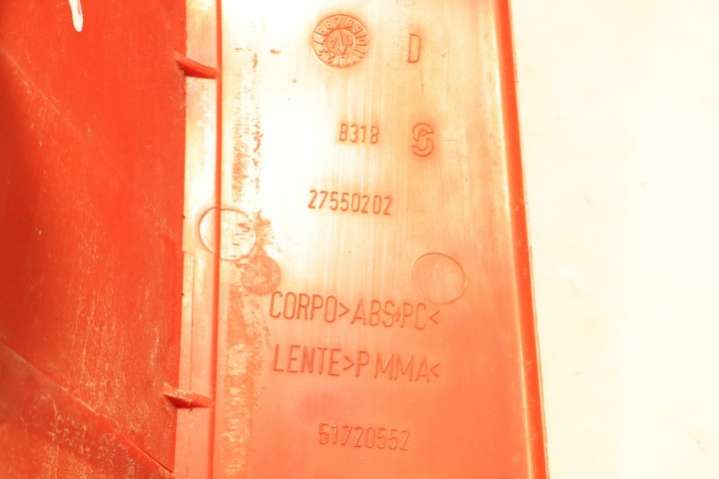 D
B318 S
27550202
CORPO>ABS+PC<
LENTE>PMMA<
51720552